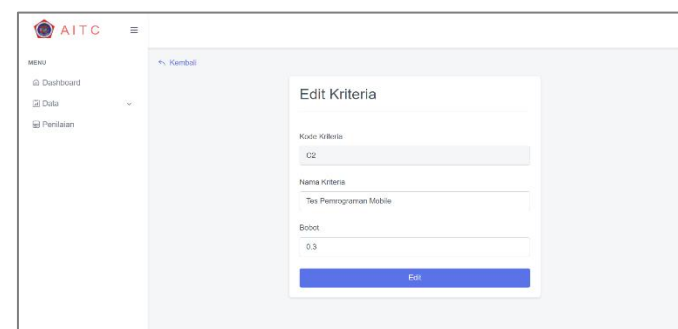 AITC
MENU
Kembali
Dashboard
Data
Penilaian
Edit Kriteria
Kode Kriteria
C2
Nama Kriteria
Tes Pemrograman Mobile
Bobot
0.3
Edit